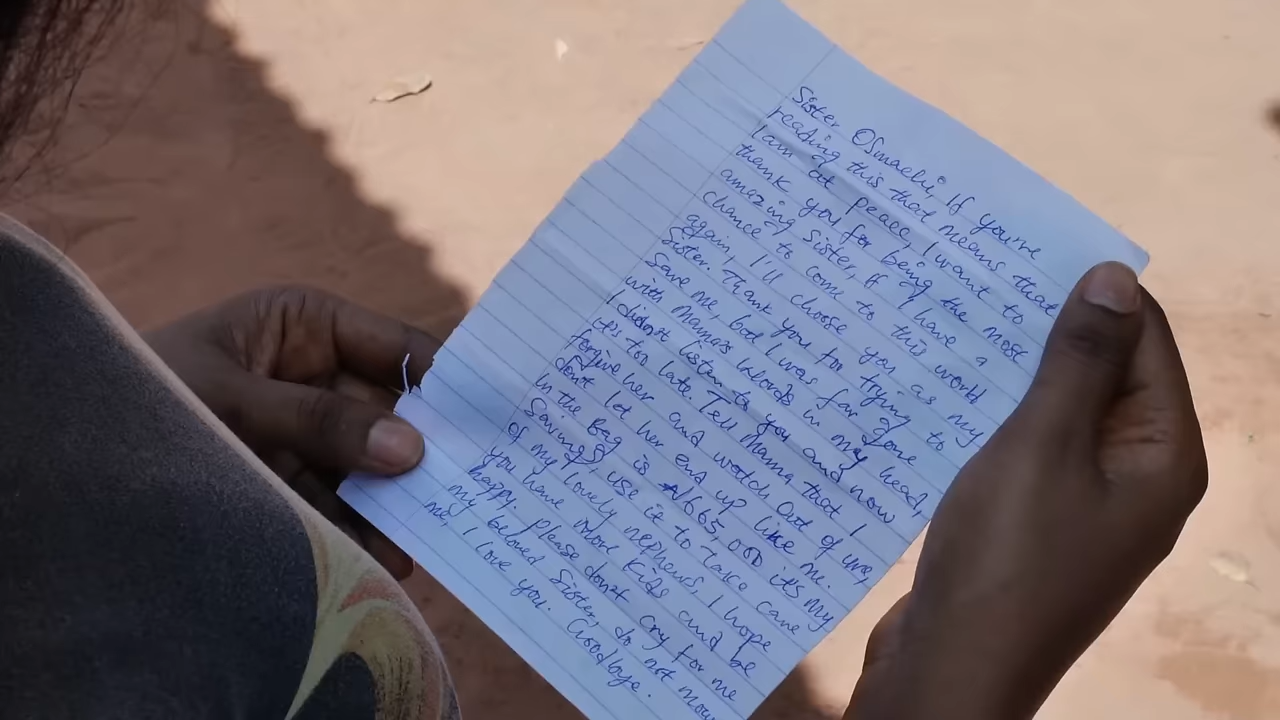 Sister Osinachi, If you're
reading this that means that
I am at peace, I want to
thank you for being the most
amazing sister, if I have a
chance to come to this world
again, I'll choose you as my
Sister. Thank you for trying to
Save me, but I was far gone
with Mama's words in my head,
I didn't listen to you and now
it's too late. Tell Mama that I
forgive her and watch out of
don't let her end up like me.
In the Bag is ₦665,000 it's my
Savings, use it to take care
of my lovely nephews, I hope
you have more kids and be
happy. Please don't cry for me
my beloved Sister, do not mourn
me, I love you. Goodbye.